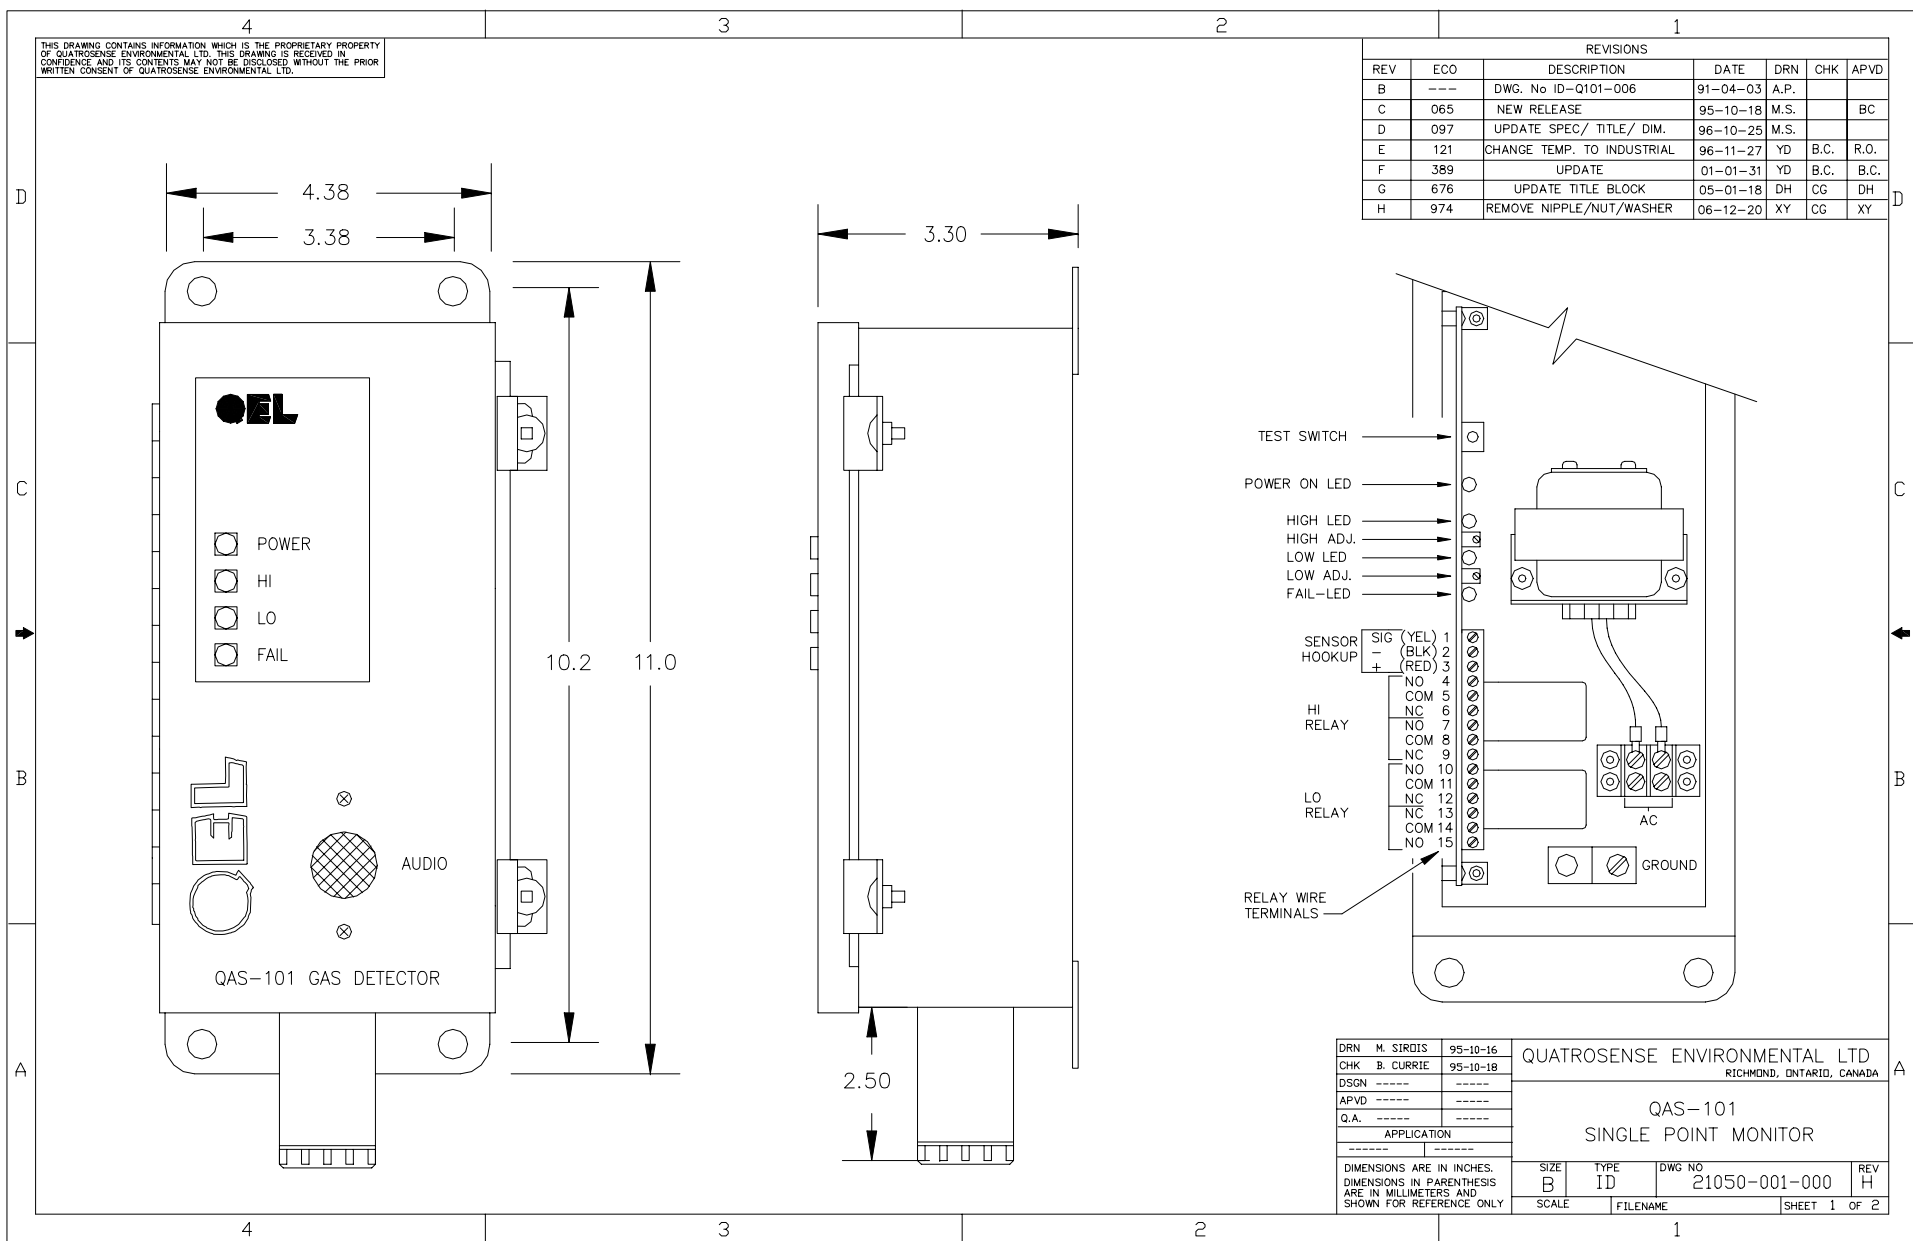 4 3 2 1
THIS DRAWING CONTAINS INFORMATION WHICH IS THE PROPRIETARY PROPERTY
OF QUATROSENSE ENVIRONMENTAL LTD. THIS DRAWING IS RECEIVED IN
CONFIDENCE AND ITS CONTENTS MAY NOT BE DISCLOSED WITHOUT THE PRIOR
WRITTEN CONSENT OF QUATROSENSE ENVIRONMENTAL LTD.
REVISIONS
REV ECO DESCRIPTION DATE DRN CHK APVD
B --- DWG. No ID-Q101-006 91-04-03 A.P.
C 065 NEW RELEASE 95-10-18 M.S. BC
D 097 UPDATE SPEC/ TITLE/ DIM. 96-10-25 M.S.
E 121 CHANGE TEMP. TO INDUSTRIAL 96-11-27 YD B.C. R.O.
F 389 UPDATE 01-01-31 YD B.C. B.C.
G 676 UPDATE TITLE BLOCK 05-01-18 DH CG DH
H 974 REMOVE NIPPLE/NUT/WASHER 06-12-20 XY CG XY
D D
C C
B B
A A
4.38
3.38
10.2
11.0
QEL
POWER
HI
LO
FAIL
QEL
AUDIO
QAS-101 GAS DETECTOR
3.30
2.50
TEST SWITCH
POWER ON LED
HIGH LED
HIGH ADJ.
LOW LED
LOW ADJ.
FAIL-LED
SENSOR
HOOKUP
SIG (YEL) 1
- (BLK) 2
+ (RED) 3
HI
RELAY
NO 4
COM 5
NC 6
NO 7
COM 8
NC 9
LO
RELAY
NO 10
COM 11
NC 12
NC 13
COM 14
NO 15
RELAY WIRE
TERMINALS
AC
GROUND
DRN M. SIROIS 95-10-16
CHK B. CURRIE 95-10-18
DSGN ----- -----
APVD ----- -----
Q.A. ----- -----
APPLICATION
------ ------
DIMENSIONS ARE IN INCHES.
DIMENSIONS IN PARENTHESIS
ARE IN MILLIMETERS AND
SHOWN FOR REFERENCE ONLY
QUATROSENSE ENVIRONMENTAL LTD
RICHMOND, ONTARIO, CANADA
QAS-101
SINGLE POINT MONITOR
SIZE TYPE DWG NO REV
B ID 21050-001-000 H
SCALE FILENAME SHEET 1 OF 2
4 3 2 1